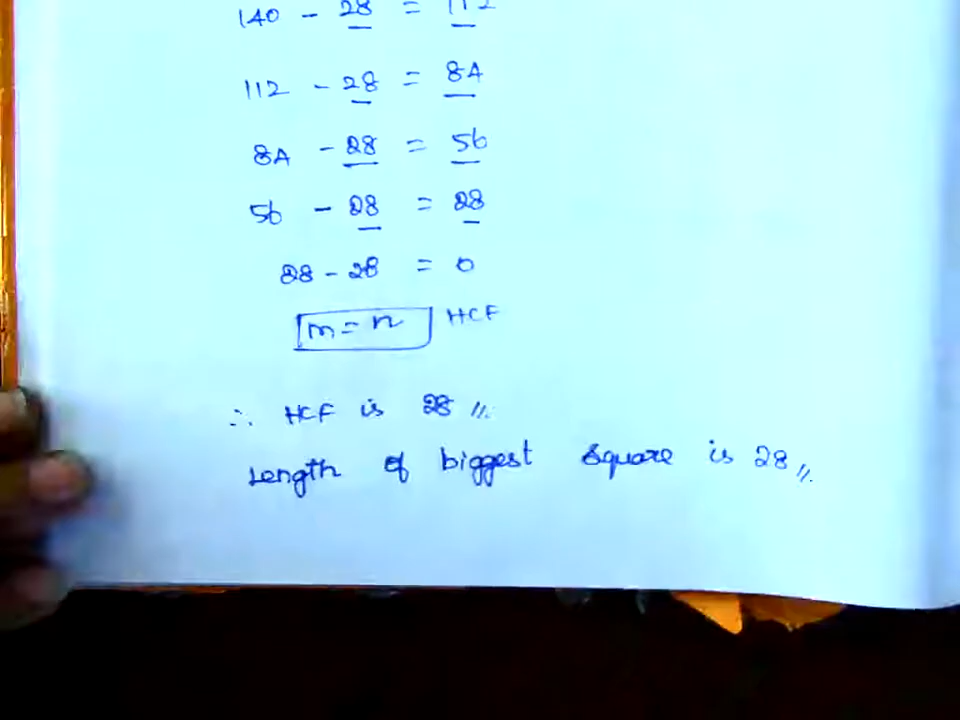 140 - 28 = 112
112 - 28 = 84
84 - 28 = 56
56 - 28 = 28
28 - 28 = 0
m = n HCF
∴ HCF is 28 //.
Length of biggest square is 28 //.